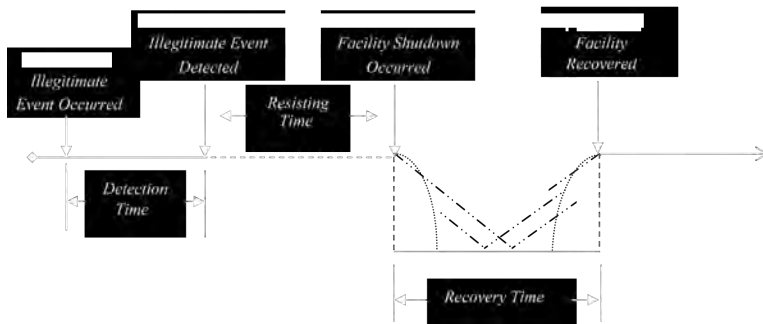 Illegitimate Event
Detected
Facility Shutdown
Occurred
Facility
Recovered
Illegitimate
Event Occurred
Resisting
Time
Detection
Time
Recovery Time